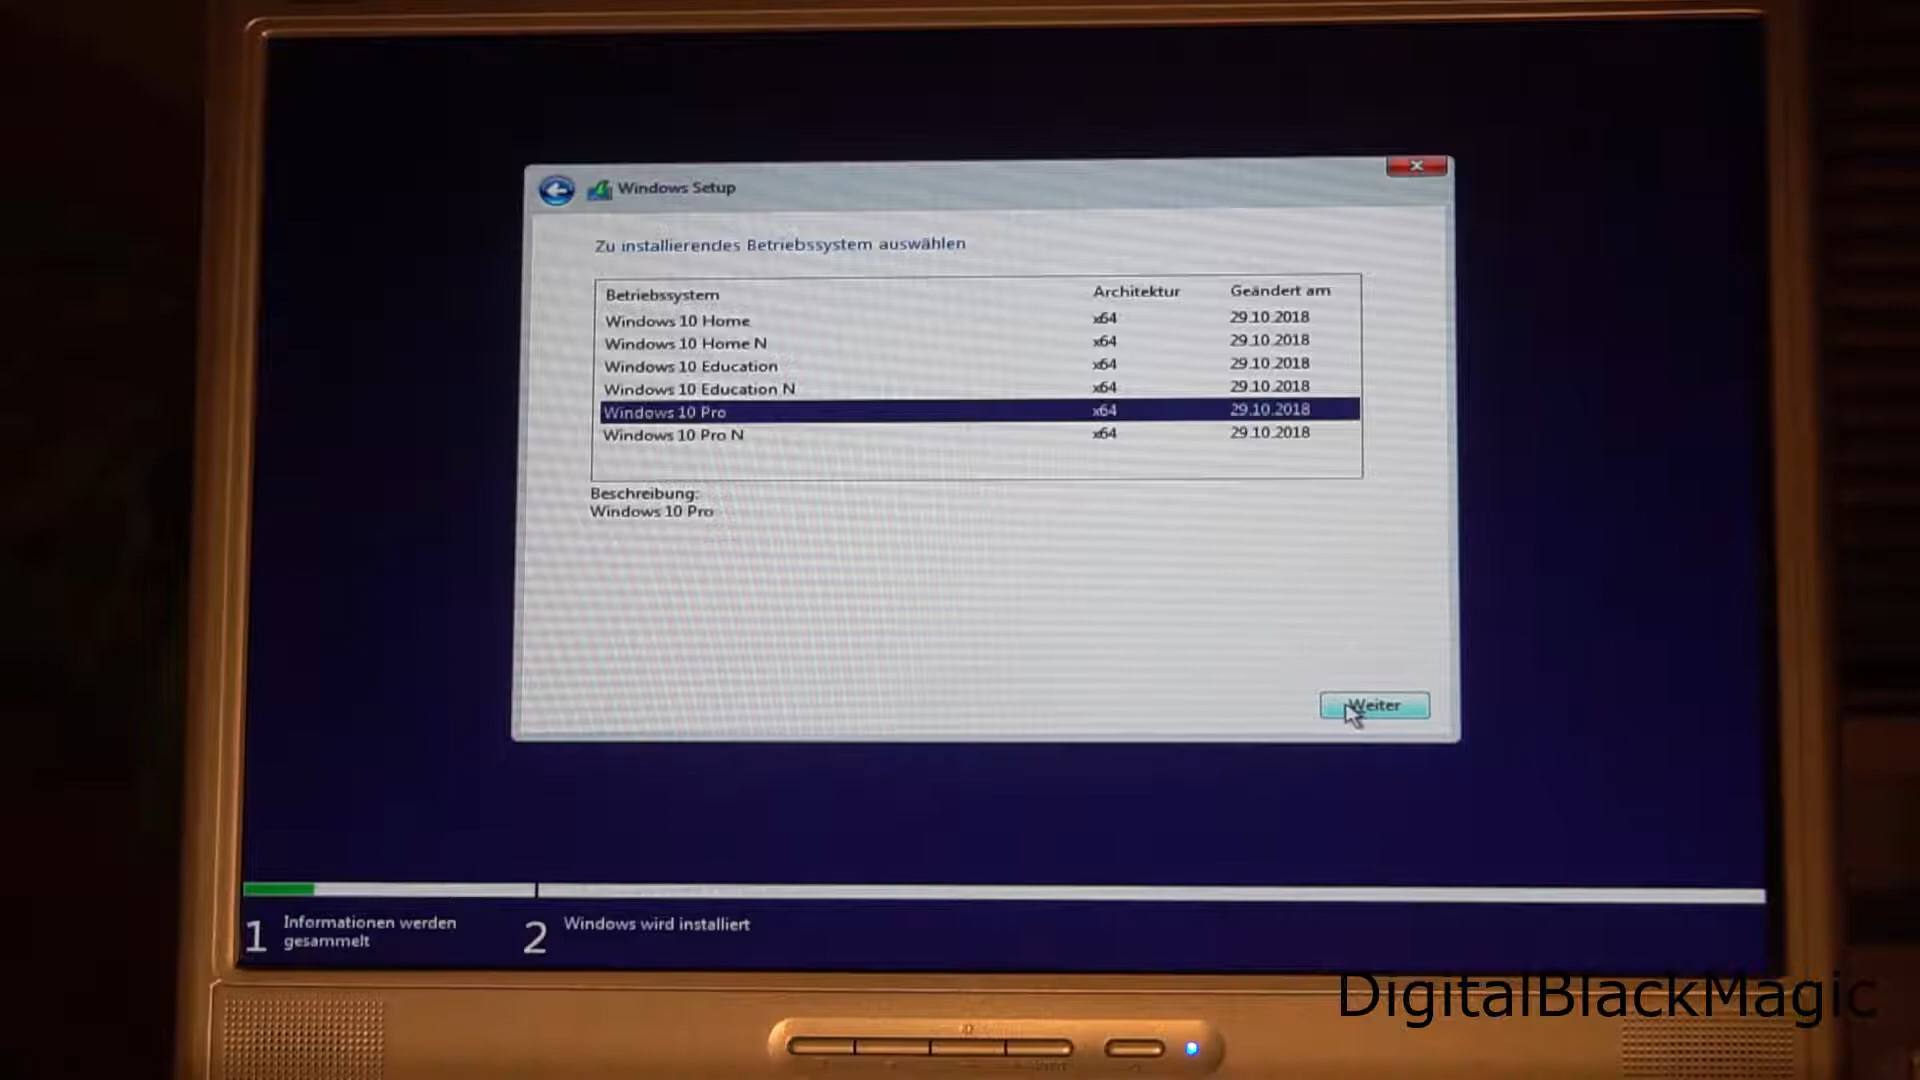 Windows Setup
Zu installierendes Betriebssystem auswählen
Betriebssystem Architektur Geändert am
Windows 10 Home x64 29.10.2018
Windows 10 Home N x64 29.10.2018
Windows 10 Education x64 29.10.2018
Windows 10 Education N x64 29.10.2018
Windows 10 Pro x64 29.10.2018
Windows 10 Pro N x64 29.10.2018
Beschreibung:
Windows 10 Pro
Weiter
1 Informationen werden
gesammelt
2 Windows wird installiert
DigitalBlackMagic